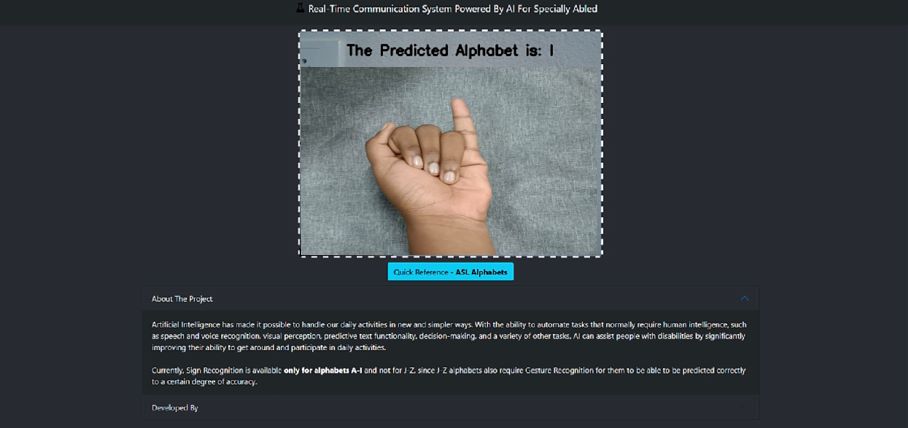 Real-Time Communication System Powered By AI For Specially Abled
The Predicted Alphabet is: I
Quick Reference - ASL Alphabets
About The Project
Artificial Intelligence has made it possible to handle our daily activities in new and simpler ways. With the ability to automate tasks that normally require human intelligence, such
as speech and voice recognition, visual perception, predictive text functionality, decision-making, and a variety of other tasks, AI can assist people with disabilities by significantly
improving their ability to get around and participate in daily activities.
Currently, Sign Recognition is available only for alphabets A-I and not for J-Z, since J-Z alphabets also require Gesture Recognition for them to be able to be predicted correctly
to a certain degree of accuracy.
Developed By